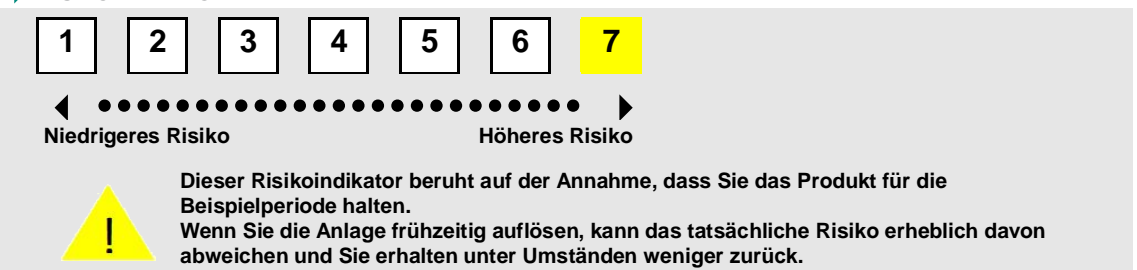 1 2 3 4 5 6 7
Niedrigeres Risiko Höheres Risiko
Dieser Risikoindikator beruht auf der Annahme, dass Sie das Produkt für die
Beispielperiode halten.
Wenn Sie die Anlage frühzeitig auflösen, kann das tatsächliche Risiko erheblich davon
abweichen und Sie erhalten unter Umständen weniger zurück.
!